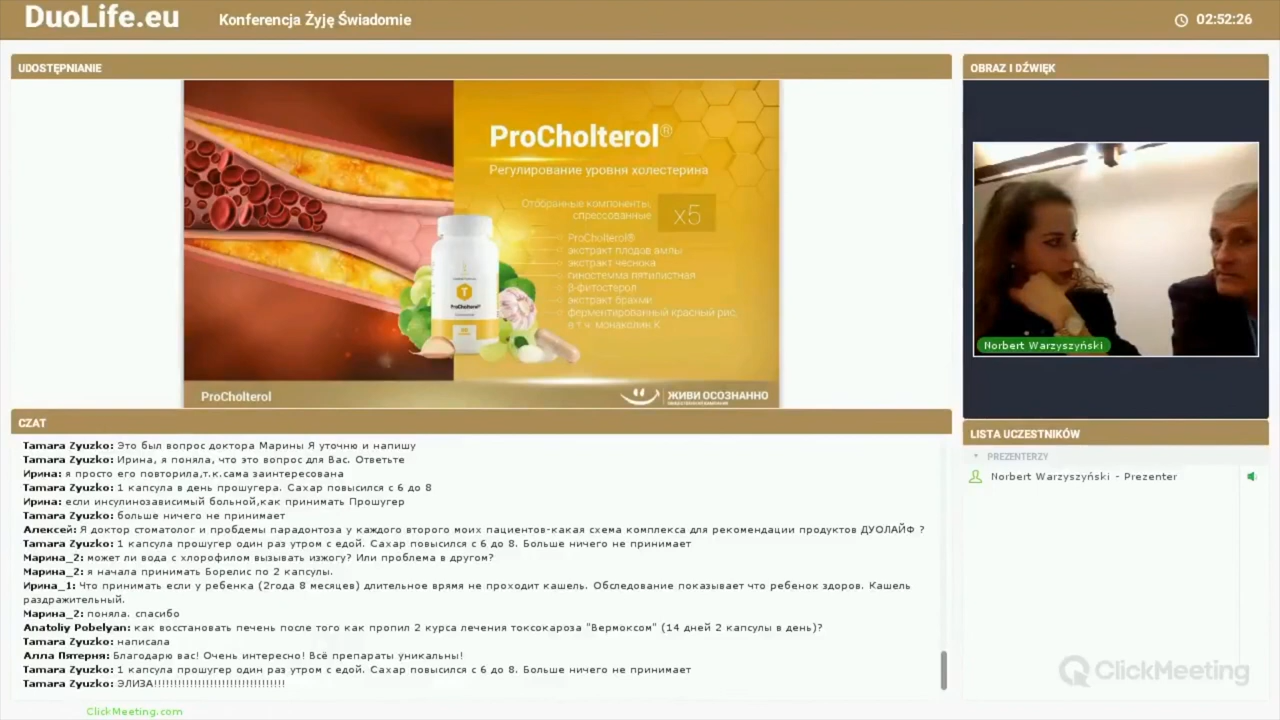 DuoLife.eu
Konferencja Żyję Świadomie
02:52:26
UDOSTĘPNIANIE
ProCholterol®
Регулирование уровня холестерина
Отобранные компоненты,
спрессованные
x5
ProCholterol®
экстракт плодов амлы
экстракт чеснока
гиностемма пятилистная
β-фитостерол
экстракт брахми
ферментированный красный рис,
в т.ч. монаколин К
T
ProCholterol®
ProCholterol
ЖИВИ ОСОЗНАННО
OBRAZ I DŹWIĘK
Norbert Warzyszyński
CZAT
Tamara Zyuzko: Это был вопрос доктора Марины Я уточню и напишу
Tamara Zyuzko: Ирина, я поняла, что это вопрос для Вас. Ответьте
Ирина: я просто его повторила,т.к.сама заинтересована
Tamara Zyuzko: 1 капсула в день прошугера. Сахар повысился с 6 до 8
Ирина: если инсулинозависимый больной,как принимать Прошугер
Tamara Zyuzko: больше ничего не принимает
Алексей: Я доктор стоматолог и пробдемы парадонтоза у каждого второго моих пациентов-какая схема комплекса для рекомендации продуктов ДУОЛАЙФ ?
Tamara Zyuzko: 1 капсула прошугер один раз утром с едой. Сахар повысился с 6 до 8. Больше ничего не принимает
Марина_2: может ли вода с хлорофилом вызывать изжогу? Или проблема в другом?
Марина_2: я начала принимать Борелис по 2 капсулы.
Ирина_1: Что принимать если у ребенка (2года 8 месяцев) длительное врямя не проходит кашель. Обследование показывает что ребенок здоров. Кашель
раздражительный.
Марина_2: поняла. спасибо
Anatoliy Pobelyan: как восстановать печень после того как пропил 2 курса лечения токсокароза "Вермоксом" (14 дней 2 капсулы в день)?
Tamara Zyuzko: написала
Алла Пятерня: Благодарю вас! Очень интересно! Всё препараты уникальны!
Tamara Zyuzko: 1 капсула прошугер один раз утром с едой. Сахар повысился с 6 до 8. Больше ничего не принимает
Tamara Zyuzko: ЭЛИЗА!!!!!!!!!!!!!!!!!!!!!!!!!!!!!!!!!
LISTA UCZESTNIKÓW
PREZENTERZY
Norbert Warzyszyński - Prezenter
ClickMeeting
ClickMeeting.com